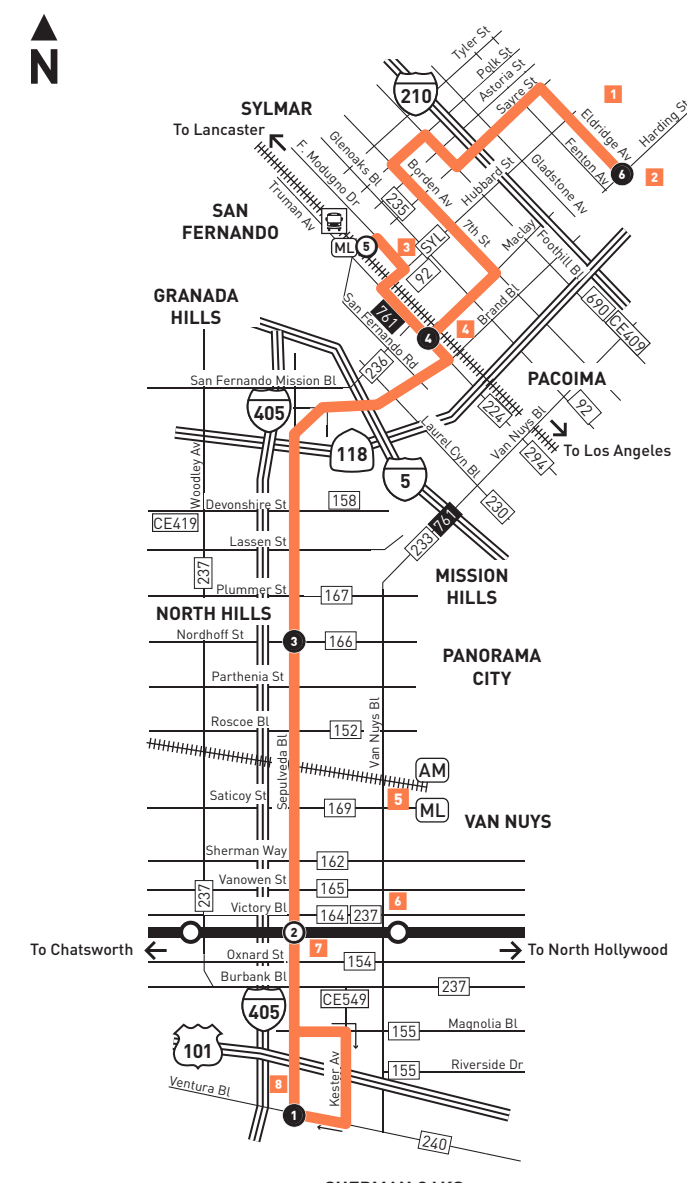 N
Tyler St
Polk St
Astoria St
Sayre St
210
1
SYLMAR
To Lancaster
Eldridge Av
Harding St
Fenton Av
6
2
Glenoaks Bl
F. Modugno Dr
Borden Av
Hubbard St
Gladstone Av
235
Truman Av
SAN
FERNANDO
7th St
Maclay
Foothill Bl
ML
5
3
SYL
92
690
CE409
GRANADA
HILLS
761
San Fernando Rd
4
4
Brand Bl
236
PACOIMA
San Fernando Mission Bl
405
224
92
Van Nuys Bl
294
To Los Angeles
118
Laurel Cyn Bl
5
Woodley Av
158
Devonshire St
230
CE419
761
Lassen St
233
237
Plummer St
167
MISSION
HILLS
NORTH HILLS
Nordhoff St
3
166
PANORAMA
CITY
Parthenia St
Roscoe Bl
152
Van Nuys Bl
Sepulveda Bl
AM
Saticoy St
169
5
ML
VAN NUYS
Sherman Way
162
Vanowen St
165
237
Victory Bl
164
237
6
2
To Chatsworth
7
To North Hollywood
Oxnard St
154
Burbank Bl
237
405
CE549
155
Magnolia Bl
101
Kester Av
155
Riverside Dr
Ventura Bl
8
1
240